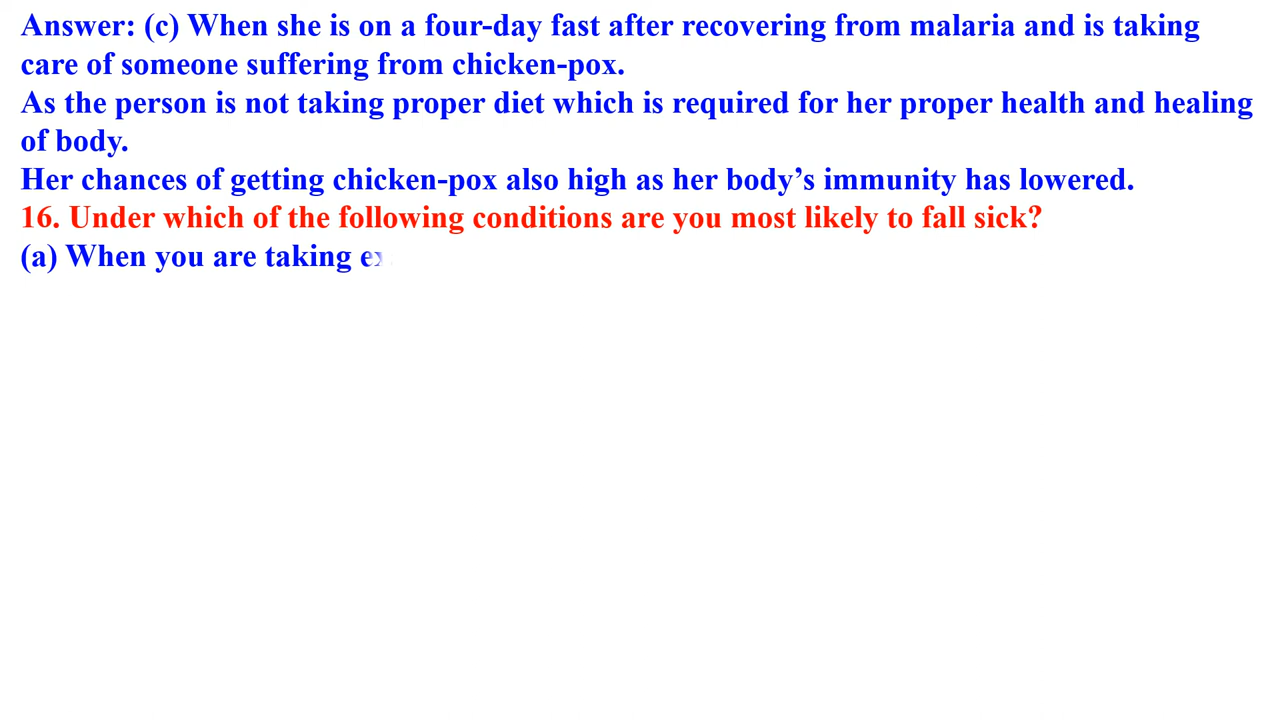 Answer: (c) When she is on a four-day fast after recovering from malaria and is taking
care of someone suffering from chicken-pox.
As the person is not taking proper diet which is required for her proper health and healing
of body.
Her chances of getting chicken-pox also high as her body’s immunity has lowered.
16. Under which of the following conditions are you most likely to fall sick?
(a) When you are taking